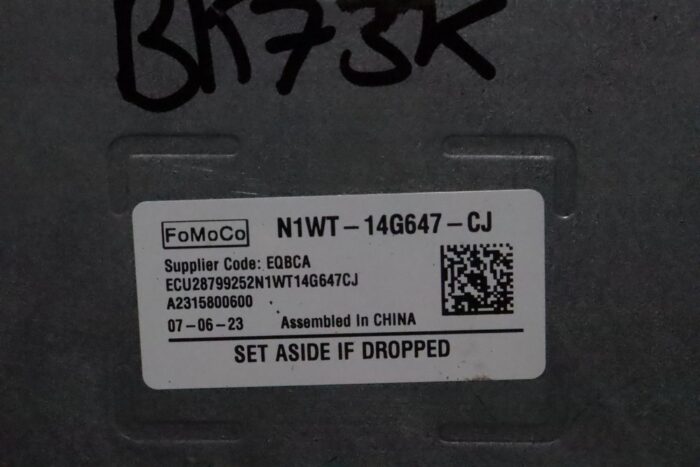 BK73K
FoMoCo N1WT-14G647-CJ
Supplier Code: EQBCA
ECU28799252N1WT14G647CJ
A2315800600
07-06-23 Assembled in CHINA
SET ASIDE IF DROPPED